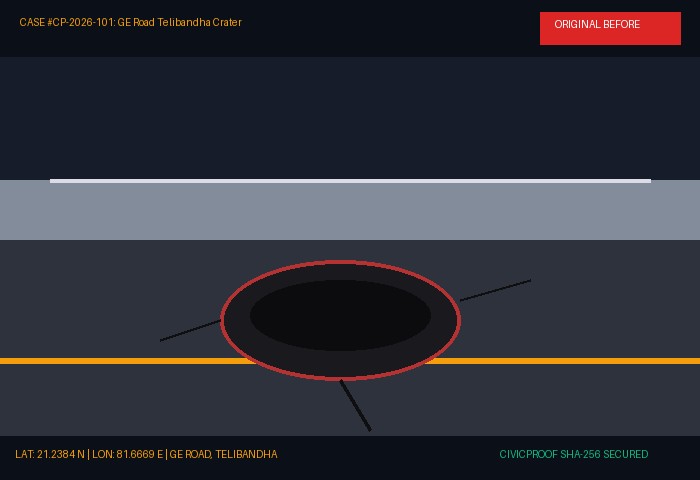 CASE #CP-2026-101: GE Road Telibandha Crater
ORIGINAL BEFORE
LAT: 21.2384 N | LON: 81.6669 E | GE ROAD, TELIBANDHA
CIVICPROOF SHA-256 SECURED